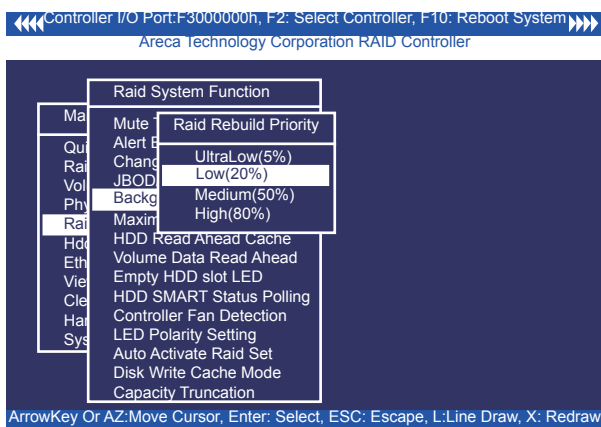 Controller I/O Port:F3000000h, F2: Select Controller, F10: Reboot System
Areca Technology Corporation RAID Controller
Raid System Function
Mute
Alert
JBOD
HDD Read Ahead Cache
Volume Data Read Ahead
Empty HDD slot LED
HDD SMART Status Polling
Controller Fan Detection
LED Polarity Setting
Auto Activate Raid Set
Disk Write Cache Mode
Capacity Truncation
Raid Rebuild Priority
UltraLow(5%)
Low(20%)
Medium(50%)
High(80%)
ArrowKey Or AZ:Move Cursor, Enter: Select, ESC: Escape, L:Line Draw, X: Redraw